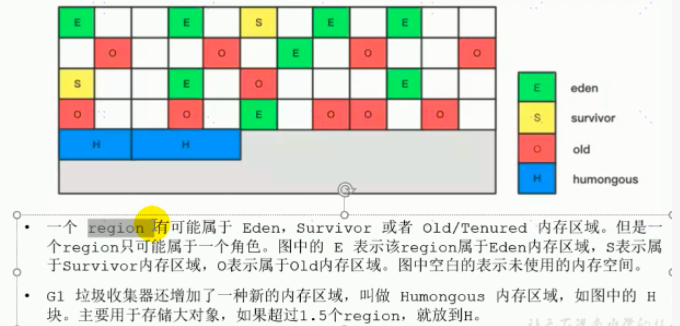 E E S E E
O O E O O
S E O E
O O E O O O
H H
E eden
S survivor
O old
H humongous
• 一个 region 有可能属于 Eden，Survivor 或者 Old/Tenured 内存区域。但是一
个region只可能属于一个角色。图中的 E 表示该region属于Eden内存区域，S表示属
于Survivor内存区域，O表示属于Old内存区域。图中空白的表示未使用的内存空间。
• G1 垃圾收集器还增加了一种新的内存区域，叫做 Humongous 内存区域，如图中的 H
块。主要用于存储大对象，如果超过1.5个region，就放到H。